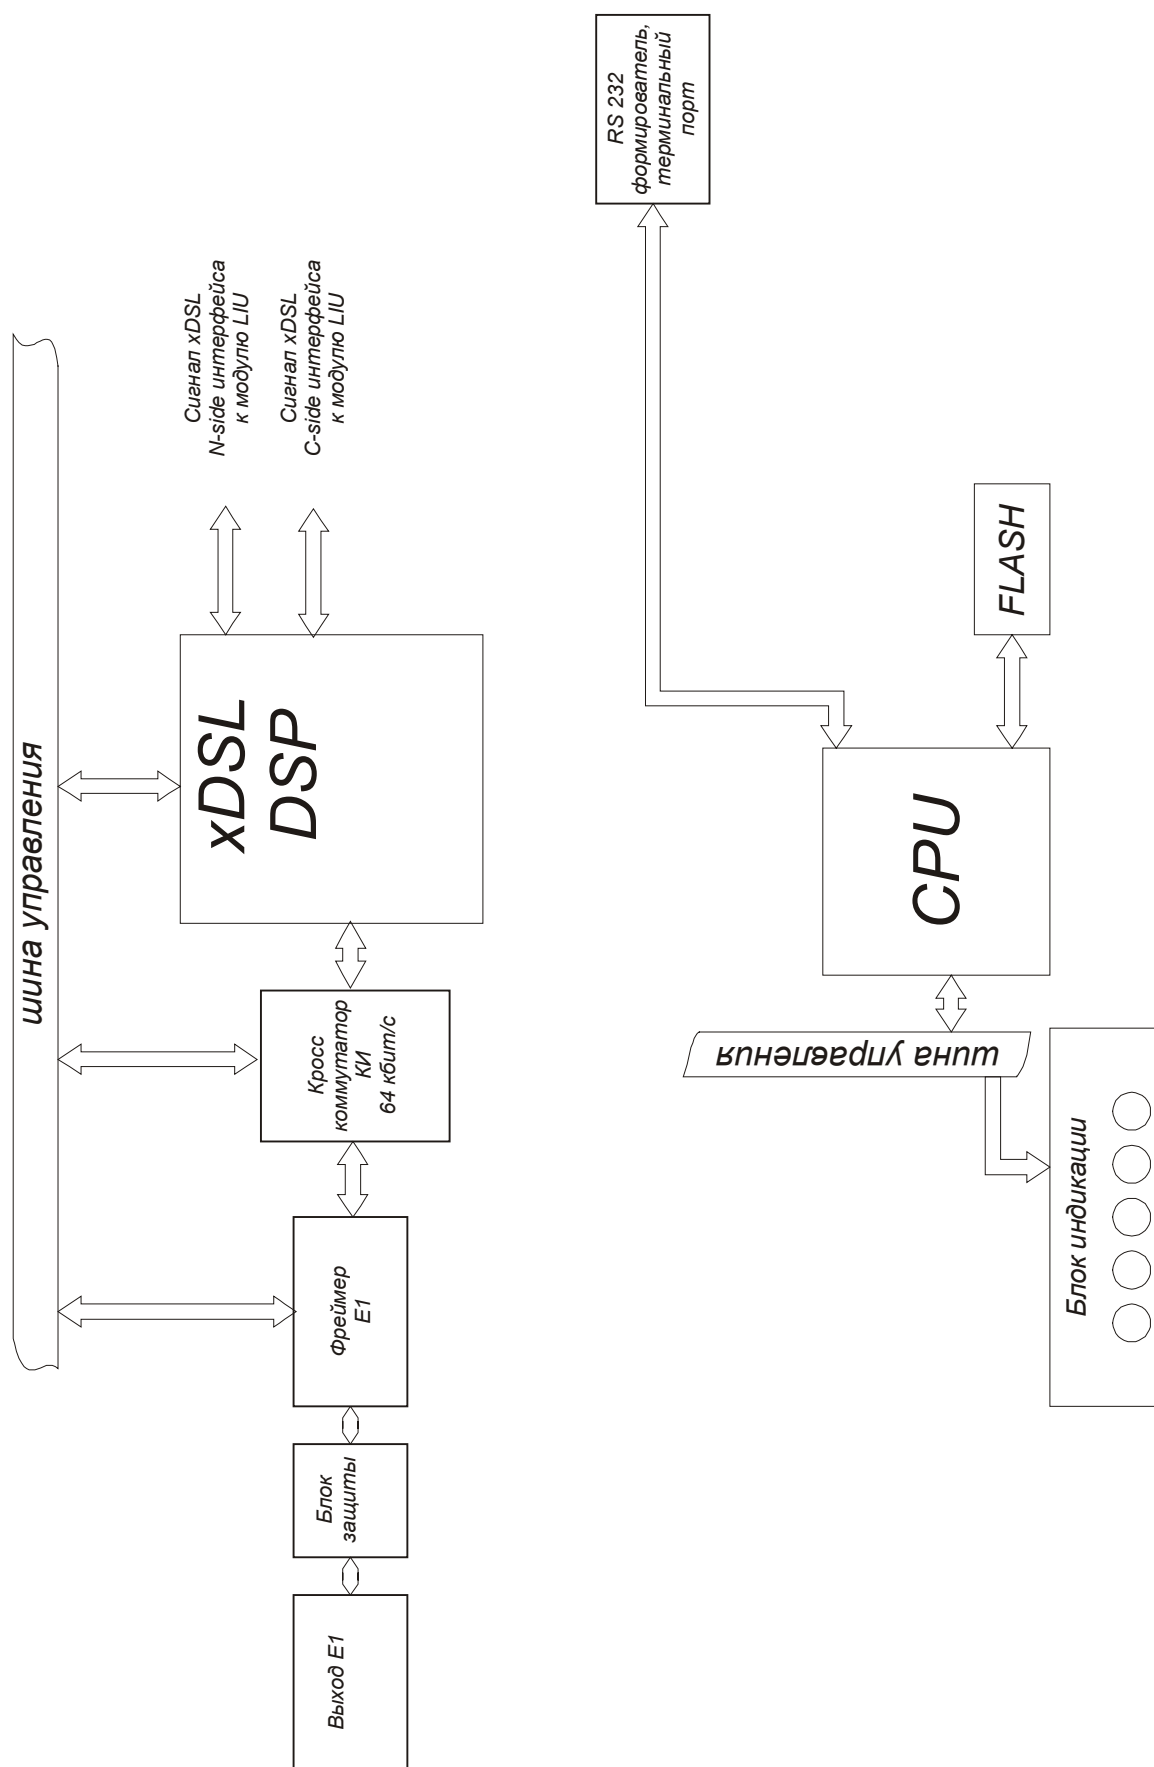 шина управления
Сигнал xDSL
N-side интерфейса
к модулю LIU
Сигнал xDSL
C-side интерфейса
к модулю LIU
Выход E1
Блок
защиты
Фреймер
E1
Кросс
коммутатор
КИ
64 кбит/с
xDSL
DSP
RS 232
формирователь,
терминальный
порт
шина управления
CPU
FLASH
Блок индикации